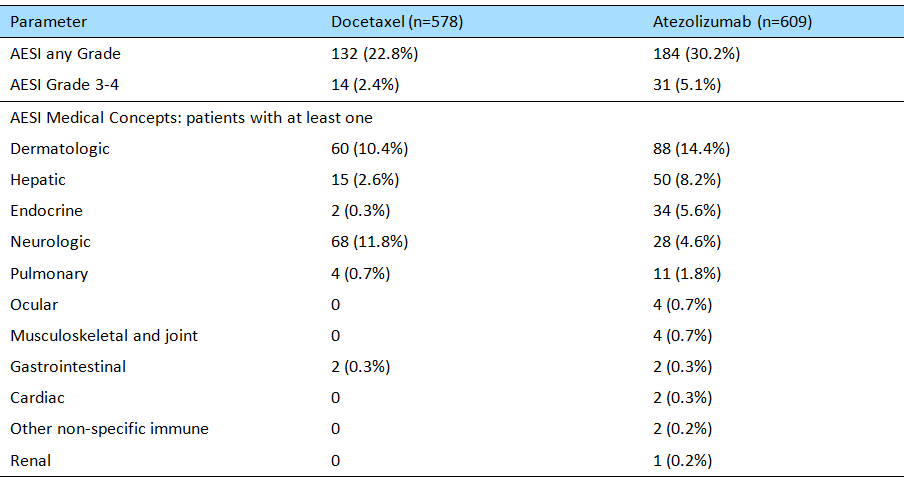 Parameter Docetaxel (n=578) Atezolizumab (n=609)
AESI any Grade 132 (22.8%) 184 (30.2%)
AESI Grade 3-4 14 (2.4%) 31 (5.1%)
AESI Medical Concepts: patients with at least one
Dermatologic 60 (10.4%) 88 (14.4%)
Hepatic 15 (2.6%) 50 (8.2%)
Endocrine 2 (0.3%) 34 (5.6%)
Neurologic 68 (11.8%) 28 (4.6%)
Pulmonary 4 (0.7%) 11 (1.8%)
Ocular 0 4 (0.7%)
Musculoskeletal and joint 0 4 (0.7%)
Gastrointestinal 2 (0.3%) 2 (0.3%)
Cardiac 0 2 (0.3%)
Other non-specific immune 0 2 (0.2%)
Renal 0 1 (0.2%)